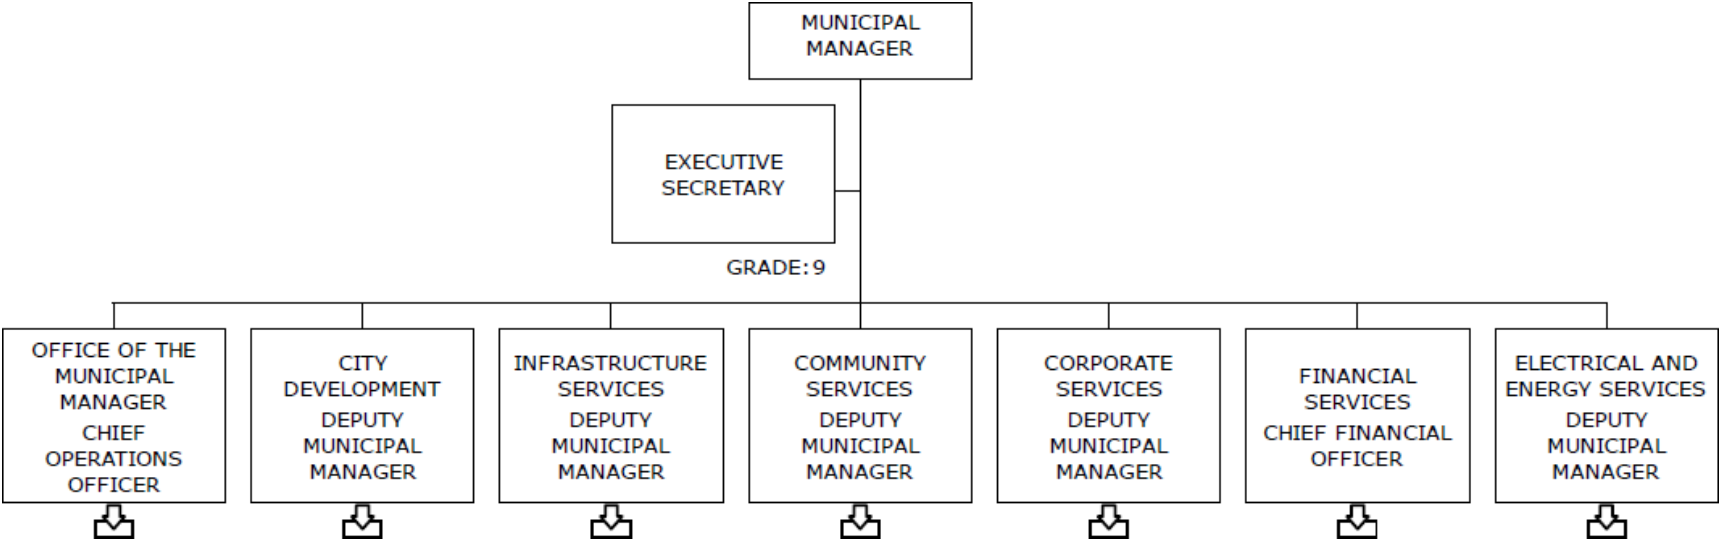 MUNICIPAL
MANAGER
EXECUTIVE
SECRETARY
GRADE:9
OFFICE OF THE
MUNICIPAL
MANAGER
CHIEF
OPERATIONS
OFFICER
CITY
DEVELOPMENT
DEPUTY
MUNICIPAL
MANAGER
INFRASTRUCTURE
SERVICES
DEPUTY
MUNICIPAL
MANAGER
COMMUNITY
SERVICES
DEPUTY
MUNICIPAL
MANAGER
CORPORATE
SERVICES
DEPUTY
MUNICIPAL
MANAGER
FINANCIAL
SERVICES
CHIEF FINANCIAL
OFFICER
ELECTRICAL AND
ENERGY SERVICES
DEPUTY
MUNICIPAL
MANAGER